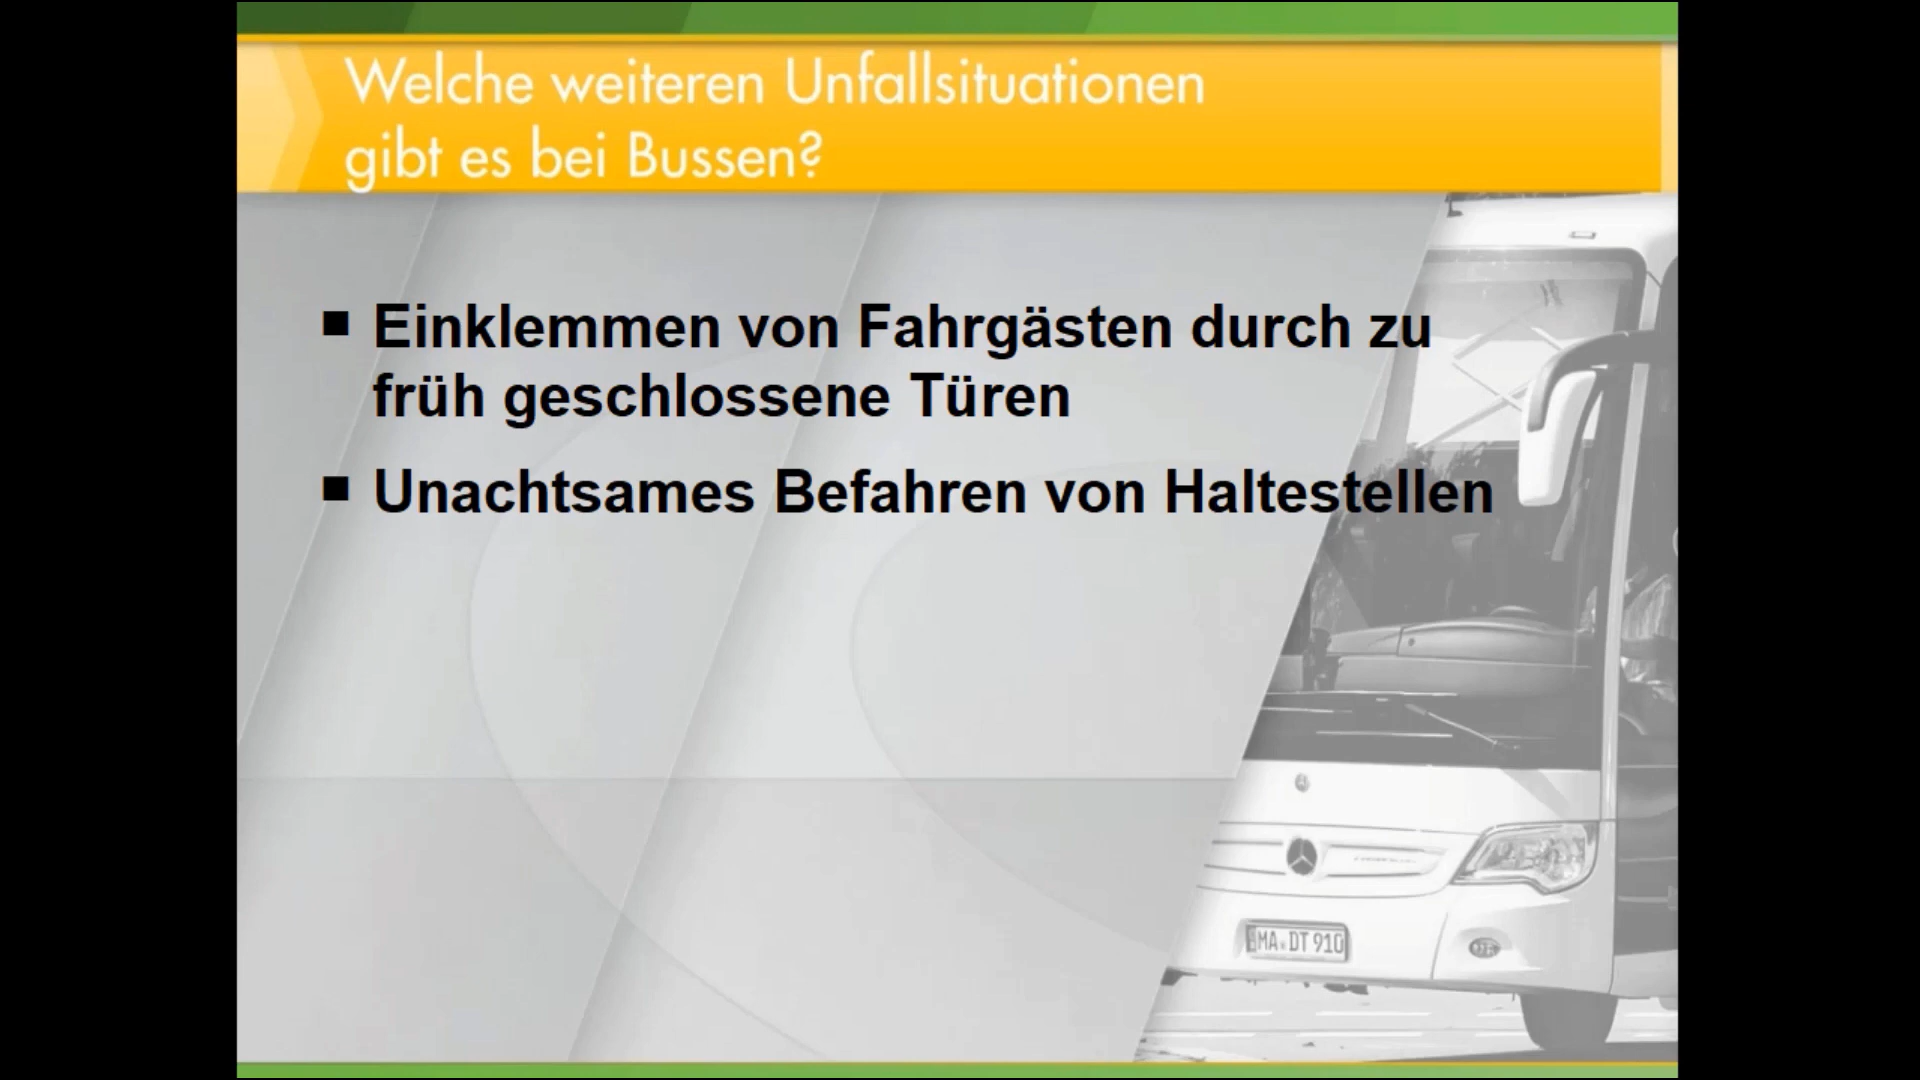 Welche weiteren Unfallsituationen
gibt es bei Bussen?
■ Einklemmen von Fahrgästen durch zu
früh geschlossene Türen
■ Unachtsames Befahren von Haltestellen
MA DT 910